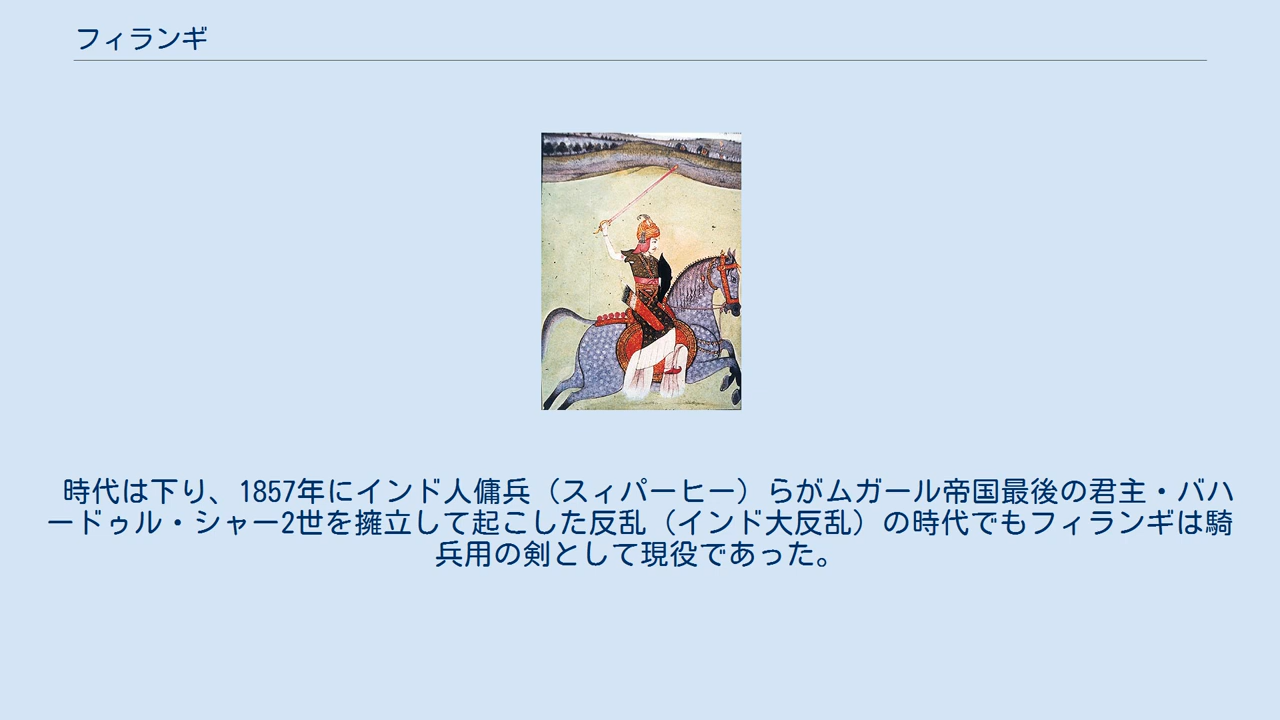 フィランギ
時代は下り、1857年にインド人傭兵（スィパーヒー）らがムガール帝国最後の君主・バハ
ードゥル・シャー2世を擁立して起こした反乱（インド大反乱）の時代でもフィランギは騎
兵用の剣として現役であった。